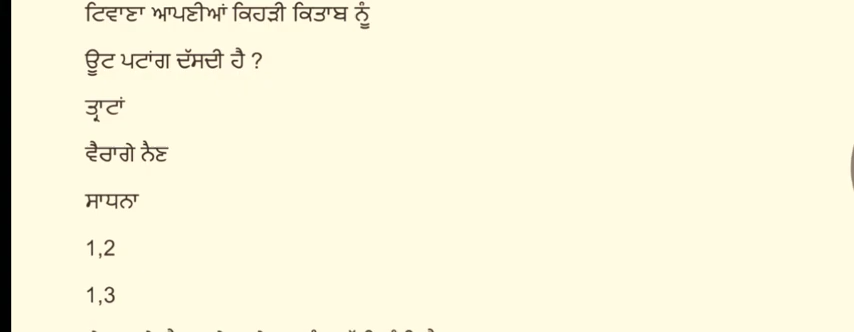 ਟਿਵਾਣਾ ਆਪਣੀਆਂ ਕਿਹੜੀ ਕਿਤਾਬ ਨੂੰ
ਊਟ ਪਟਾਂਗ ਦੱਸਦੀ ਹੈ ?
ਤ੍ਰਾਟਾਂ
ਵੈਰਾਗੇ ਨੈਣ
ਸਾਧਨਾ
1,2
1,3